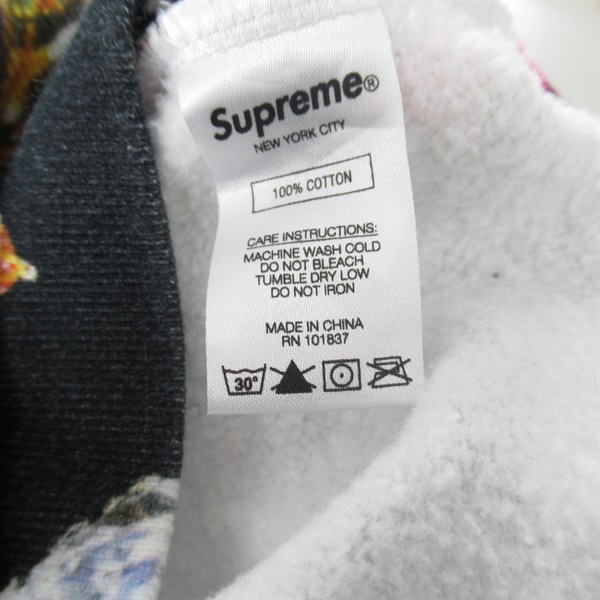 Supreme®
NEW YORK CITY
100% COTTON
CARE INSTRUCTIONS:
MACHINE WASH COLD
DO NOT BLEACH
TUMBLE DRY LOW
DO NOT IRON
MADE IN CHINA
RN 101837
30°